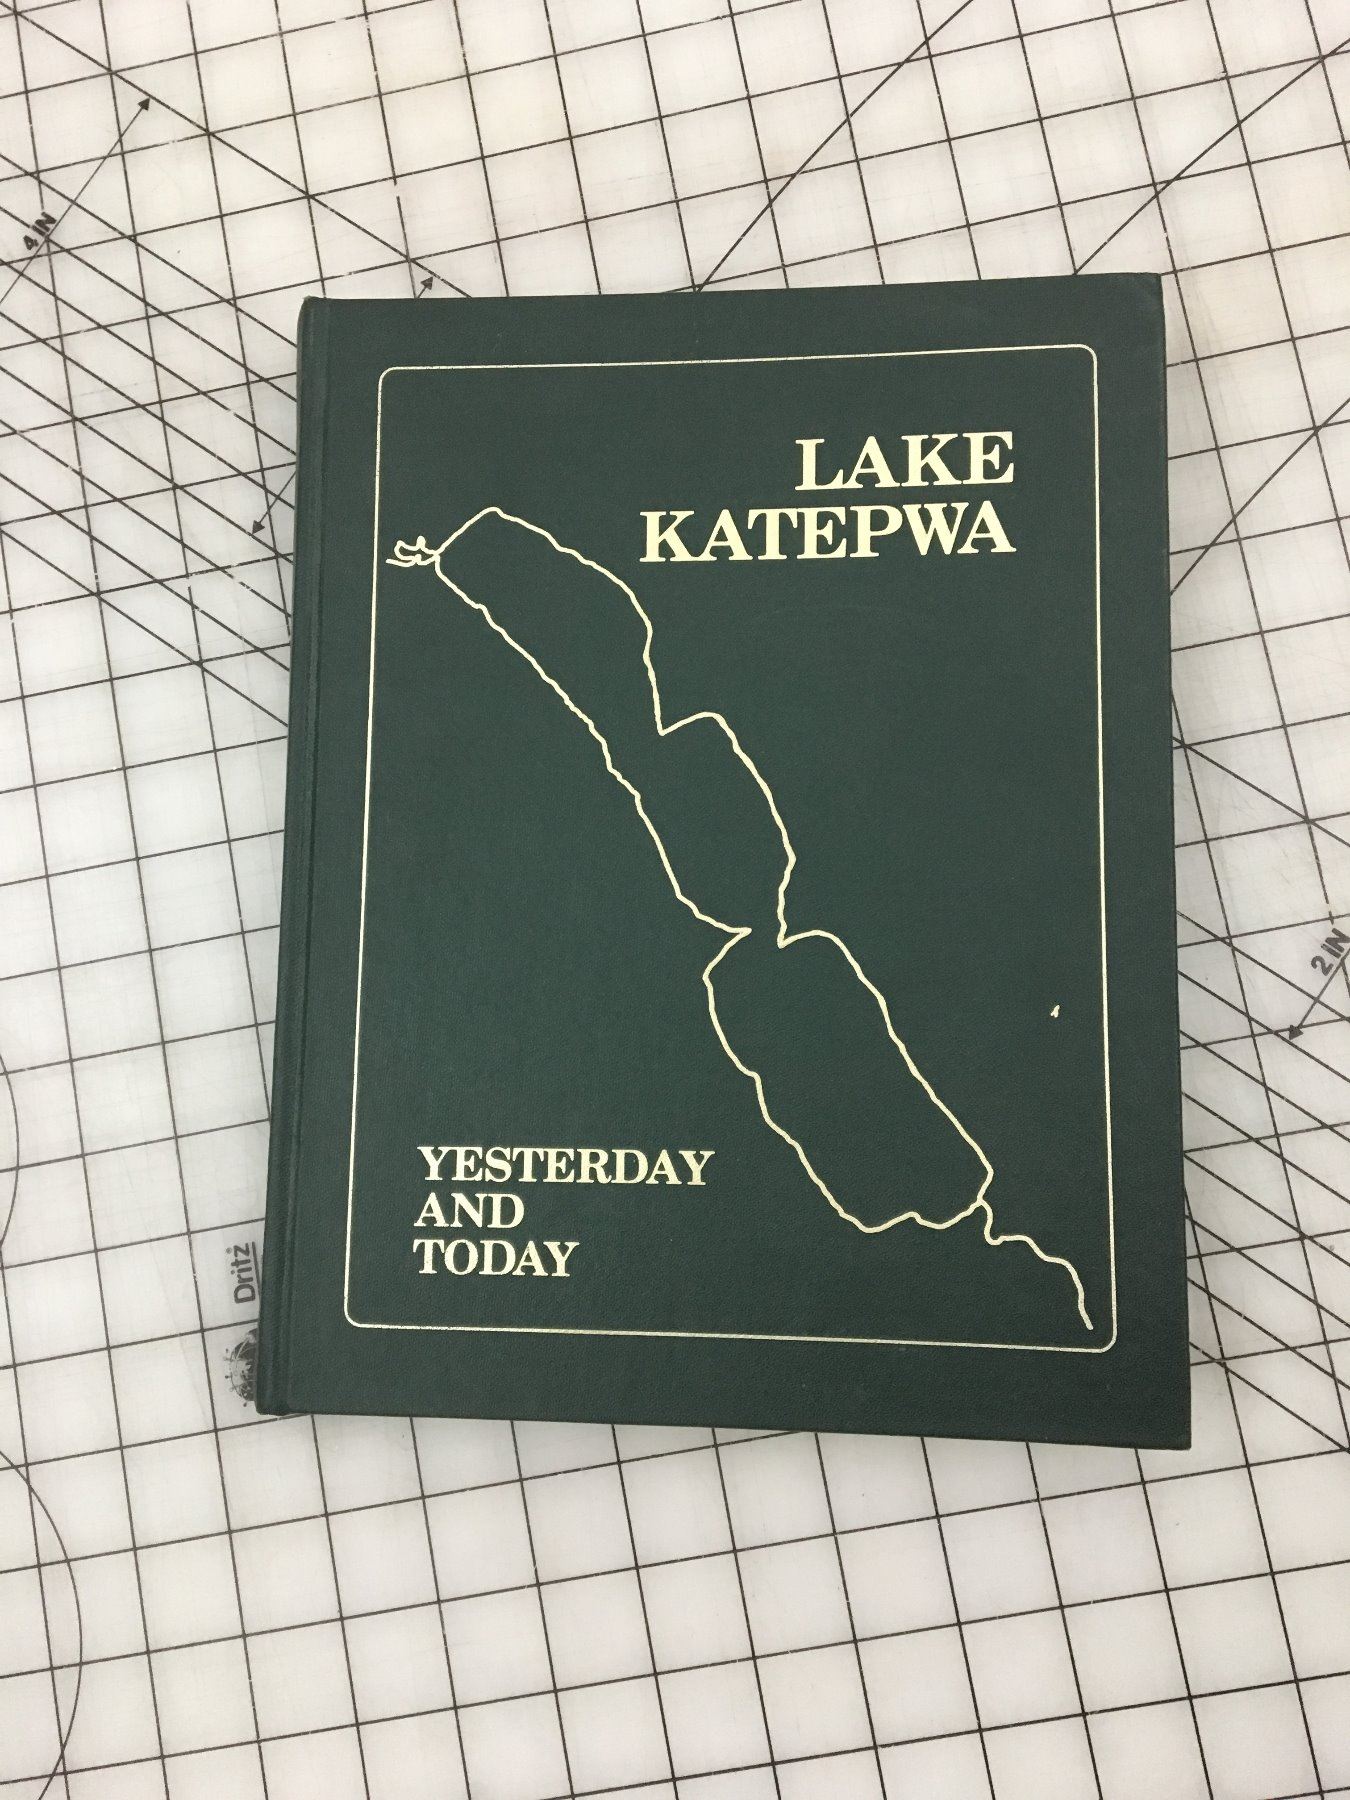 4 IN
LAKE
KATEPWA
2 IN
YESTERDAY
AND
TODAY
Dritz